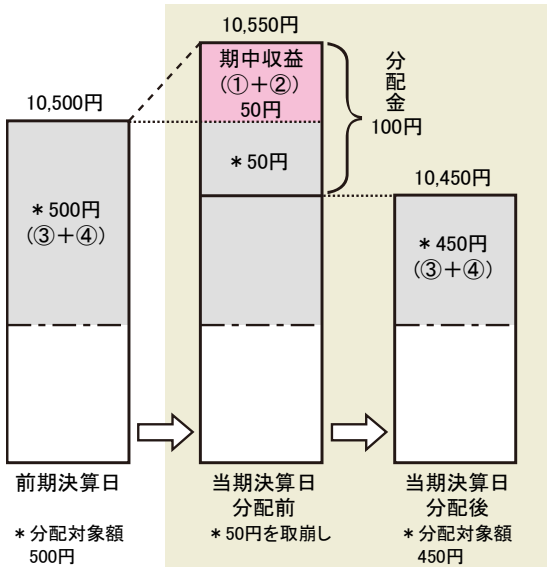 10,550円
期中収益
(①+②)
50円
分配金
100円
10,500円
*50円
10,450円
*500円
(③+④)
*450円
(③+④)
前期決算日
当期決算日
分配前
当期決算日
分配後
*分配対象額
500円
*50円を取崩し
*分配対象額
450円